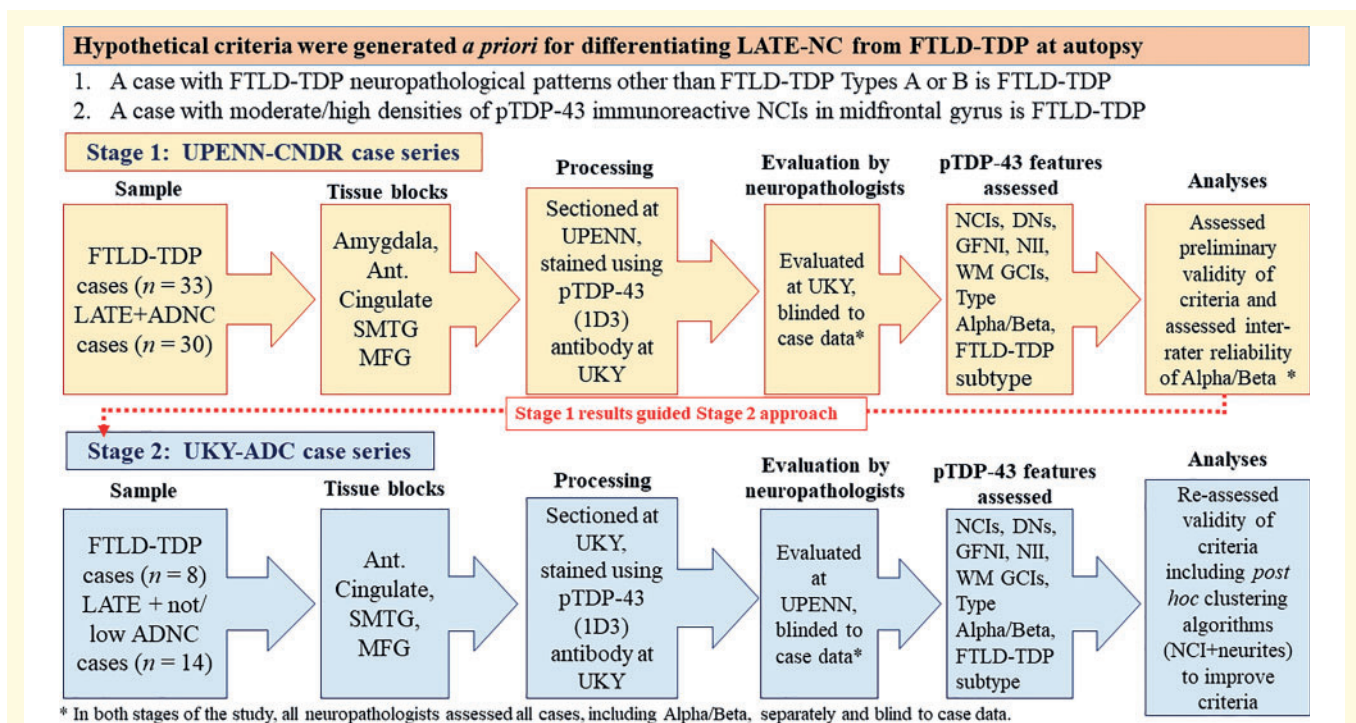 Hypothetical criteria were generated a priori for differentiating LATE-NC from FTLD-TDP at autopsy
1. A case with FTLD-TDP neuropathological patterns other than FTLD-TDP Types A or B is FTLD-TDP
2. A case with moderate/high densities of pTDP-43 immunoreactive NCIs in midfrontal gyrus is FTLD-TDP
Stage 1: UPENN-CNDR case series
Sample
FTLD-TDP
cases (n = 33)
LATE+ADNC
cases (n = 30)
Tissue blocks
Amygdala,
Ant.
Cingulate
SMTG
MFG
Processing
Sectioned at
UPENN,
stained using
pTDP-43
(1D3)
antibody at
UKY
Evaluation by
neuropathologists
Evaluated
at UKY,
blinded to
case data*
pTDP-43 features
assessed
NCIs, DNs,
GFNI, NII,
WM GCIs,
Type
Alpha/Beta,
FTLD-TDP
subtype
Analyses
Assessed
preliminary
validity of
criteria and
assessed inter-
rater reliability
of Alpha/Beta *
Stage 1 results guided Stage 2 approach
Stage 2: UKY-ADC case series
Sample
FTLD-TDP
cases (n = 8)
LATE + not/
low ADNC
cases (n = 14)
Tissue blocks
Ant.
Cingulate,
SMTG,
MFG
Processing
Sectioned at
UKY,
stained using
pTDP-43
(1D3)
antibody at
UKY
Evaluation by
neuropathologists
Evaluated
at
UPENN,
blinded to
case data*
pTDP-43 features
assessed
NCIs, DNs,
GFNI, NII,
WM GCIs,
Type
Alpha/Beta,
FTLD-TDP
subtype
Analyses
Re-assessed
validity of
criteria
including post
hoc clustering
algorithms
(NCI+neurites)
to improve
criteria
* In both stages of the study, all neuropathologists assessed all cases, including Alpha/Beta, separately and blind to case data.